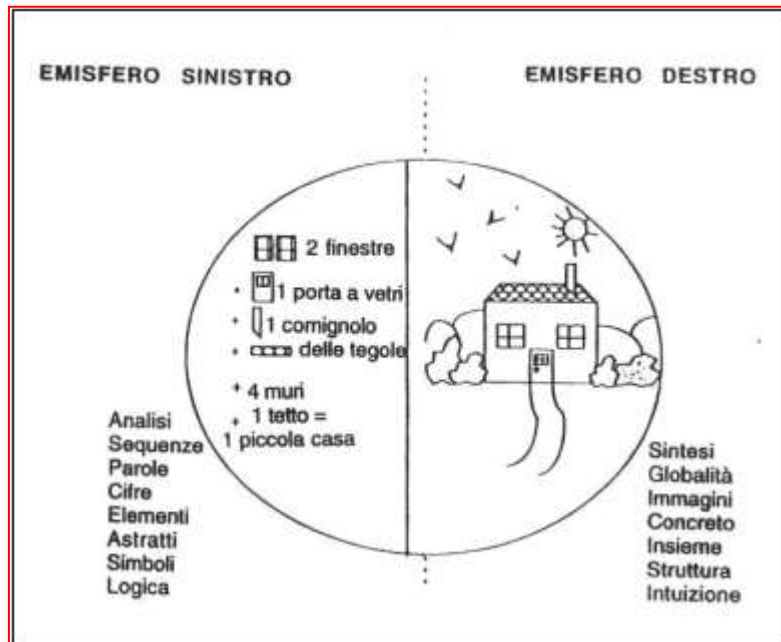 EMISFERO SINISTRO
EMISFERO DESTRO
2 finestre
+ 1 porta a vetri
+ 1 comignolo
+ delle tegole
+ 4 muri
+ 1 tetto =
1 piccola casa
Analisi
Sequenze
Parole
Cifre
Elementi
Astratti
Simboli
Logica
Sintesi
Globalità
Immagini
Concreto
Insieme
Struttura
Intuizione